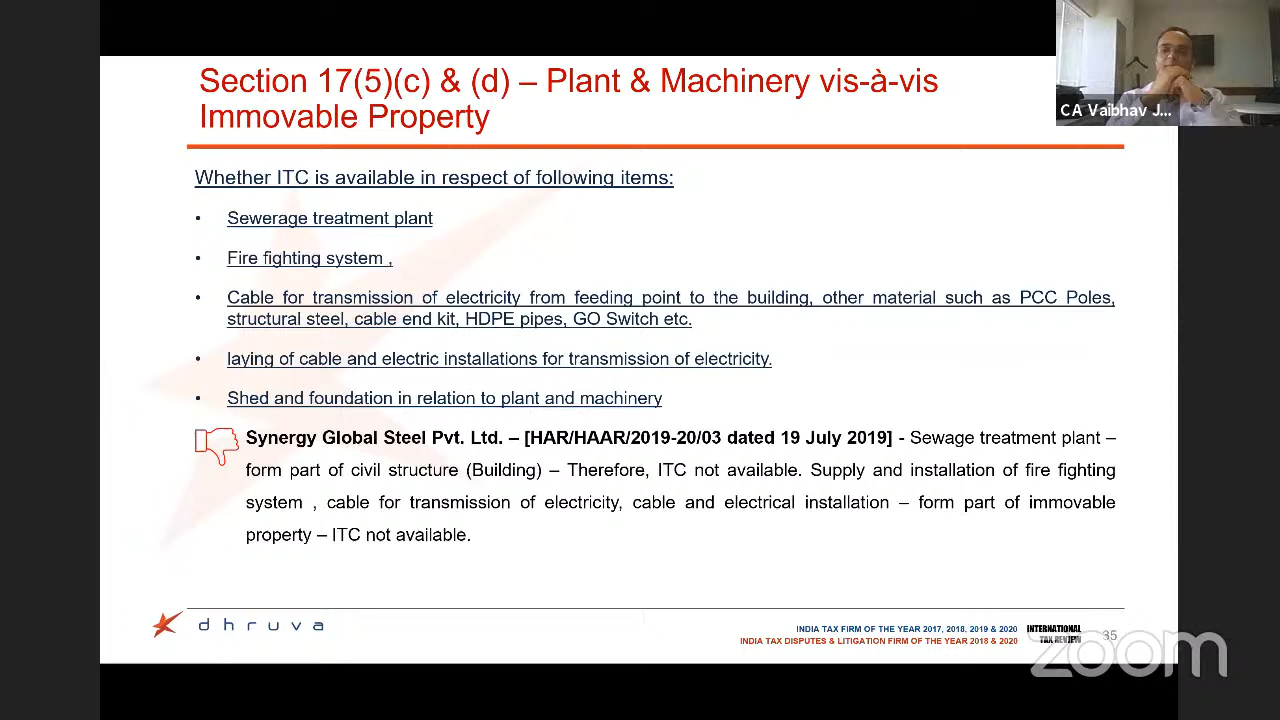 Section 17(5)(c) & (d) – Plant & Machinery vis-à-vis
Immovable Property
CA Vaibhav J...
Whether ITC is available in respect of following items:
• Sewerage treatment plant
• Fire fighting system ,
• Cable for transmission of electricity from feeding point to the building, other material such as PCC Poles,
structural steel, cable end kit, HDPE pipes, GO Switch etc.
• laying of cable and electric installations for transmission of electricity.
• Shed and foundation in relation to plant and machinery
Synergy Global Steel Pvt. Ltd. – [HAR/HAAR/2019-20/03 dated 19 July 2019] - Sewage treatment plant –
form part of civil structure (Building) – Therefore, ITC not available. Supply and installation of fire fighting
system , cable for transmission of electricity, cable and electrical installation – form part of immovable
property – ITC not available.
dhruva
INDIA TAX FIRM OF THE YEAR 2017, 2018, 2019 & 2020
INDIA TAX DISPUTES & LITIGATION FIRM OF THE YEAR 2018 & 2020
INTERNATIONAL
TAX REVIEW
35
zoom